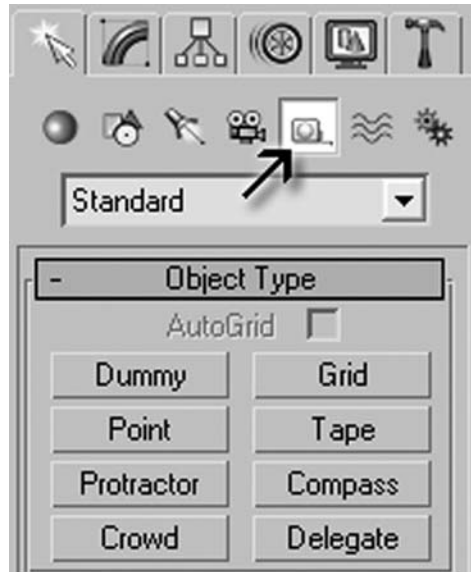 Standard
- Object Type
AutoGrid
Dummy Grid
Point Tape
Protractor Compass
Crowd Delegate